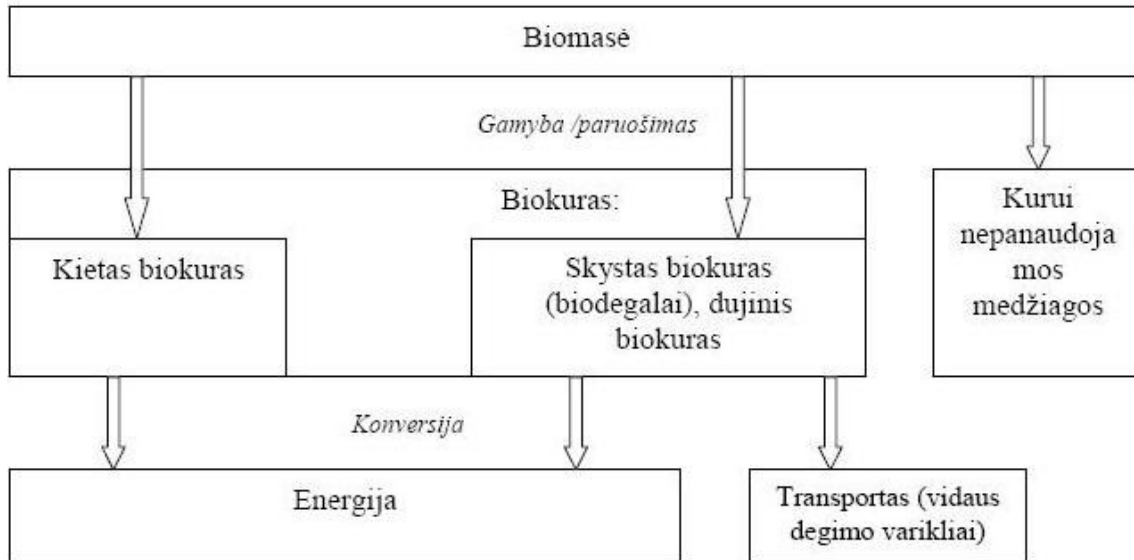 Biomasė
Gamyba /paruošimas
Biokuras:
Kietas biokuras
Skystas biokuras
(biodegalai), dujinis
biokuras
Kurui
nepanaudoja
mos
medžiagos
Konversija
Energija
Transportas (vidaus
degimo varikliai)